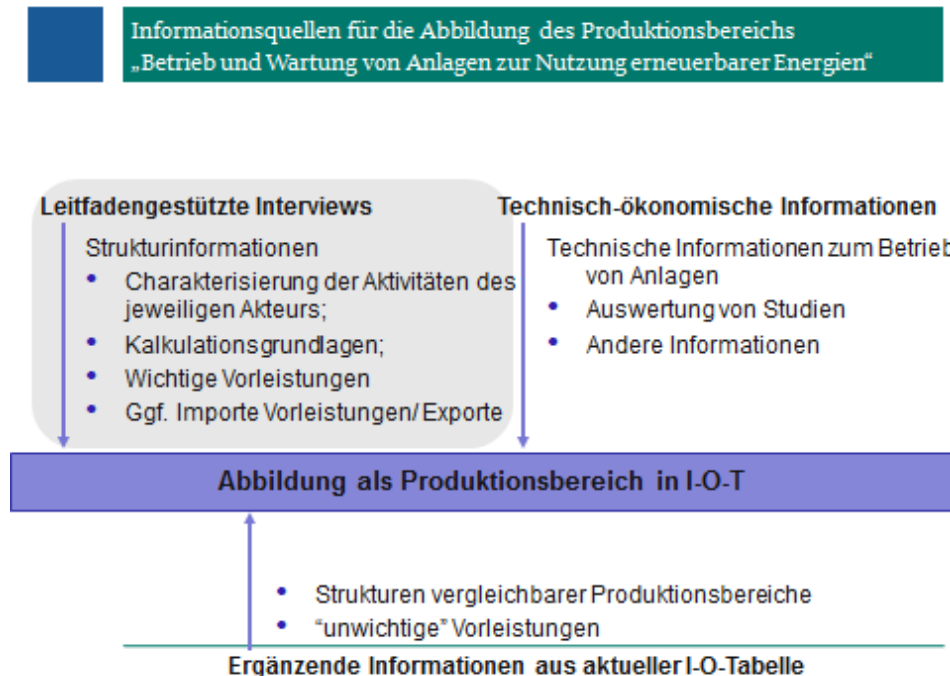 Informationsquellen für die Abbildung des Produktionsbereichs
„Betrieb und Wartung von Anlagen zur Nutzung erneuerbarer Energien“
Leitfadengestützte Interviews
Strukturinformationen
• Charakterisierung der Aktivitäten des
jeweiligen Akteurs;
• Kalkulationsgrundlagen;
• Wichtige Vorleistungen
• Ggf. Importe Vorleistungen/ Exporte
Technisch-ökonomische Informationen
Technische Informationen zum Betrieb
von Anlagen
• Auswertung von Studien
• Andere Informationen
Abbildung als Produktionsbereich in I-O-T
• Strukturen vergleichbarer Produktionsbereiche
• “unwichtige” Vorleistungen
Ergänzende Informationen aus aktueller I-O-Tabelle